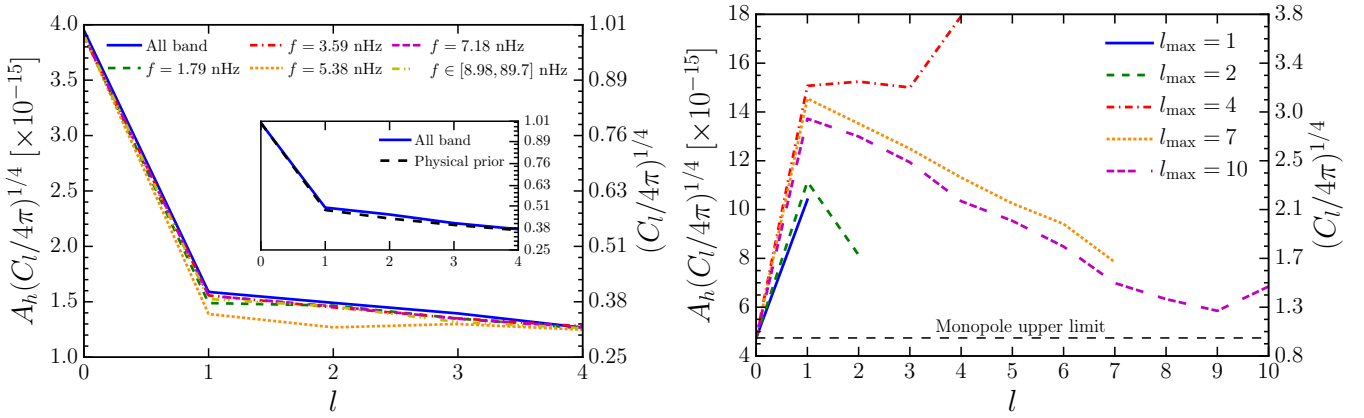 4.0
3.5
3.0
2.5
2.0
1.5
1.0
A_h(C_l/4π)^{1/4} [×10^{−15}]
All band
f = 1.79 nHz
f = 3.59 nHz
f = 5.38 nHz
f = 7.18 nHz
f ∈ [8.98, 89.7] nHz
All band
Physical prior
1.01
0.89
0.76
0.63
0.51
0.38
0.25
0 1 2 3 4
1.01
0.89
0.76
0.63
0.51
0.38
0.25
(C_l/4π)^{1/4}
0 1 2 3 4
l
18
16
14
12
10
8
6
4
A_h(C_l/4π)^{1/4} [×10^{−15}]
l_max = 1
l_max = 2
l_max = 4
l_max = 7
l_max = 10
Monopole upper limit
3.8
3.4
3.0
2.5
2.1
1.7
1.3
0.8
(C_l/4π)^{1/4}
0 1 2 3 4 5 6 7 8 9 10
l